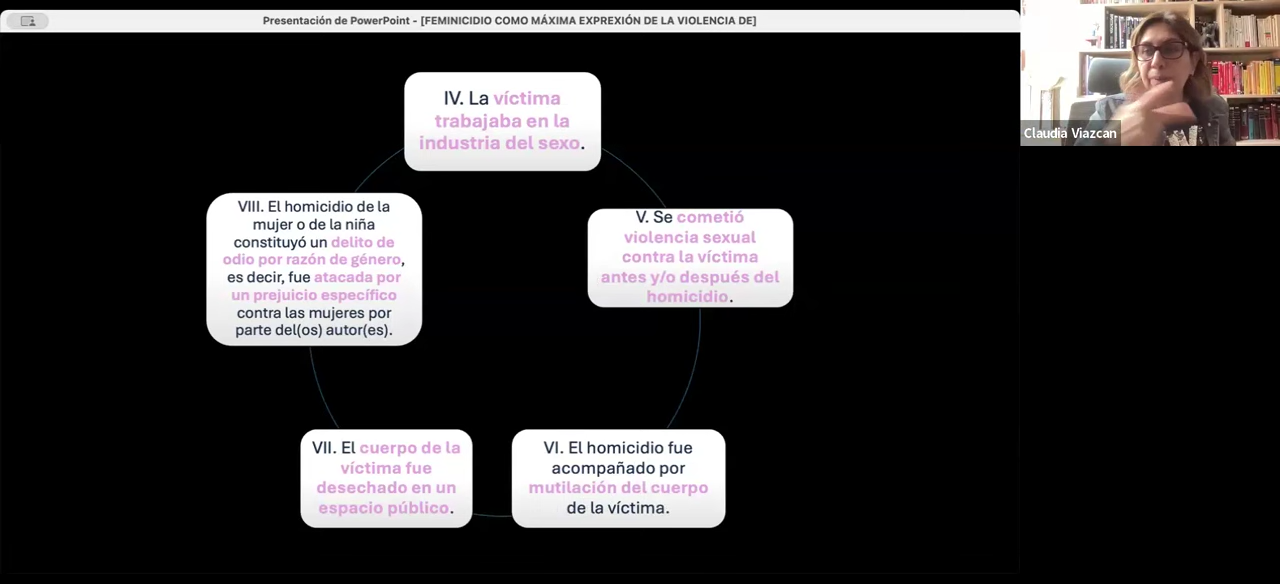 Presentación de PowerPoint - [FEMINICIDIO COMO MÁXIMA EXPREXIÓN DE LA VIOLENCIA DE]
Claudia Viazcan
IV. La víctima
trabajaba en la
industria del sexo.
V. Se cometió
violencia sexual
contra la víctima
antes y/o después del
homicidio.
VI. El homicidio fue
acompañado por
mutilación del cuerpo
de la víctima.
VII. El cuerpo de la
víctima fue
desechado en un
espacio público.
VIII. El homicidio de la
mujer o de la niña
constituyó un delito de
odio por razón de género,
es decir, fue atacada por
un prejuicio específico
contra las mujeres por
parte del(os) autor(es).